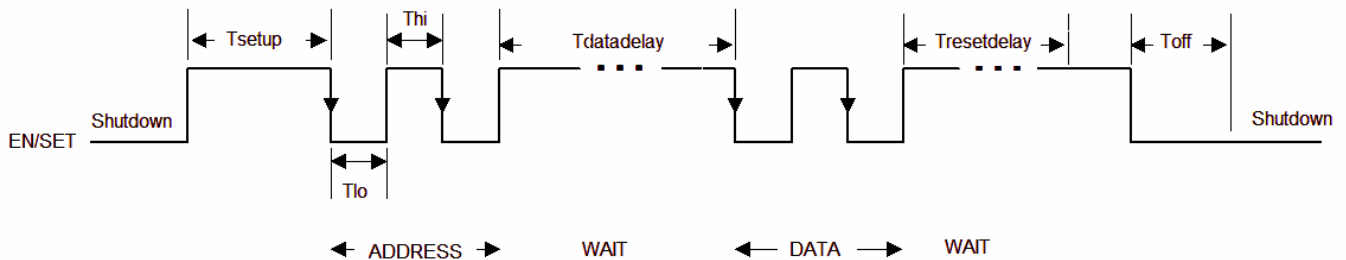 Thi
Tsetup
Tdatadelay
Tresetdelay
Toff
Shutdown
Shutdown
EN/SET
Tlo
ADDRESS
WAIT
DATA
WAIT